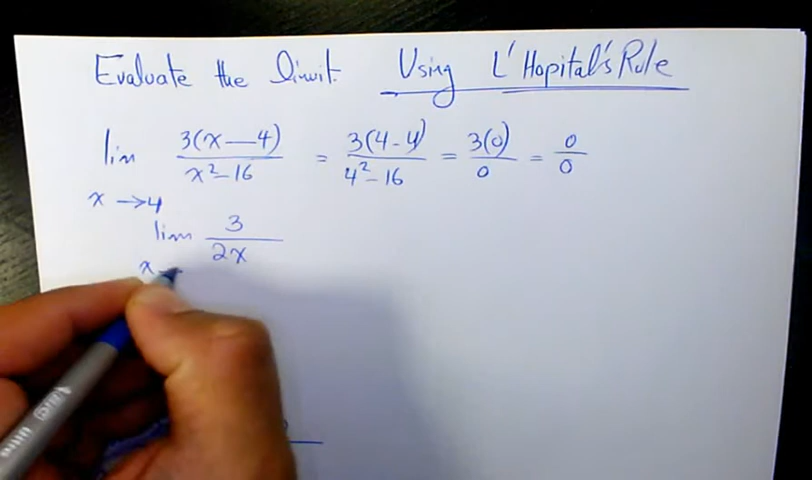 Evaluate the limit. Using L'Hopital's Rule
lim 3(x-4)/x²-16 = 3(4-4)/4²-16 = 3(0)/0 = 0/0
x → 4
lim 3/2x
x